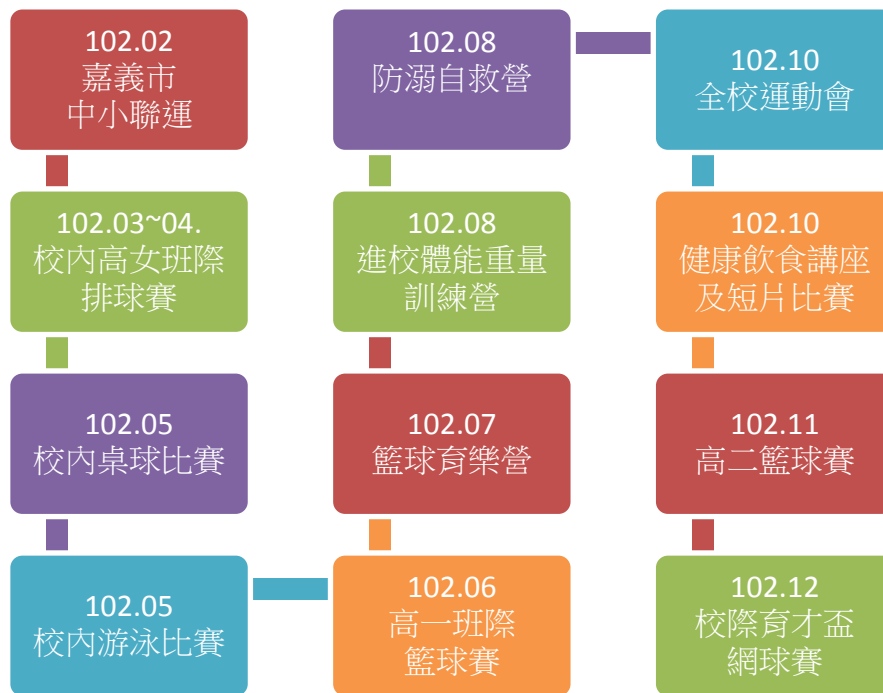 102.02
嘉義市
中小聯運
102.03~04.
校內高女班際
排球賽
102.05
校內桌球比賽
102.05
校內游泳比賽
102.06
高一班際
籃球賽
102.07
籃球育樂營
102.08
進校體能重量
訓練營
102.08
防溺自救營
102.10
全校運動會
102.10
健康飲食講座
及短片比賽
102.11
高二籃球賽
102.12
校際育才盃
網球賽